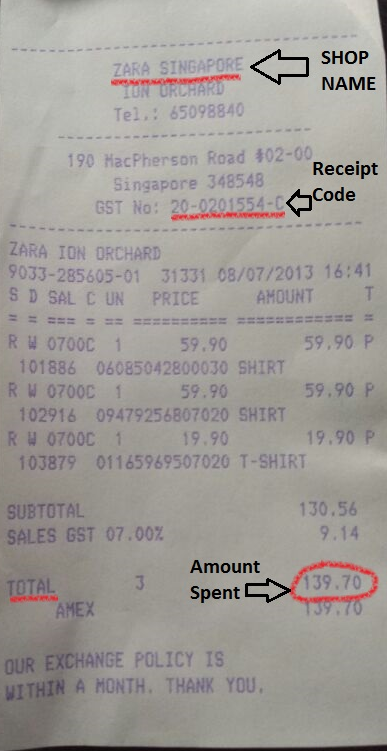 ZARA SINGAPORE
SHOP NAME
ION ORCHARD
Tel.: 65098840
190 MacPherson Road #02-00
Singapore 348548
Receipt Code
GST No: 20-0201554-C
ZARA ION ORCHARD
9033-285605-01 31331 08/07/2013 16:41
S D SAL C UN PRICE AMOUNT T
= = === = == ========== ============ =
R W 0700C 1 59.90 59.90 P
101886 06085042800030 SHIRT
R W 0700C 1 59.90 59.90 P
102916 09479256807020 SHIRT
R W 0700C 1 19.90 19.90 P
103879 01165969507020 T-SHIRT
SUBTOTAL 130.56
SALES GST 07.00% 9.14
Amount Spent
TOTAL 3 139.70
AMEX 139.70
OUR EXCHANGE POLICY IS
WITHIN A MONTH. THANK YOU.